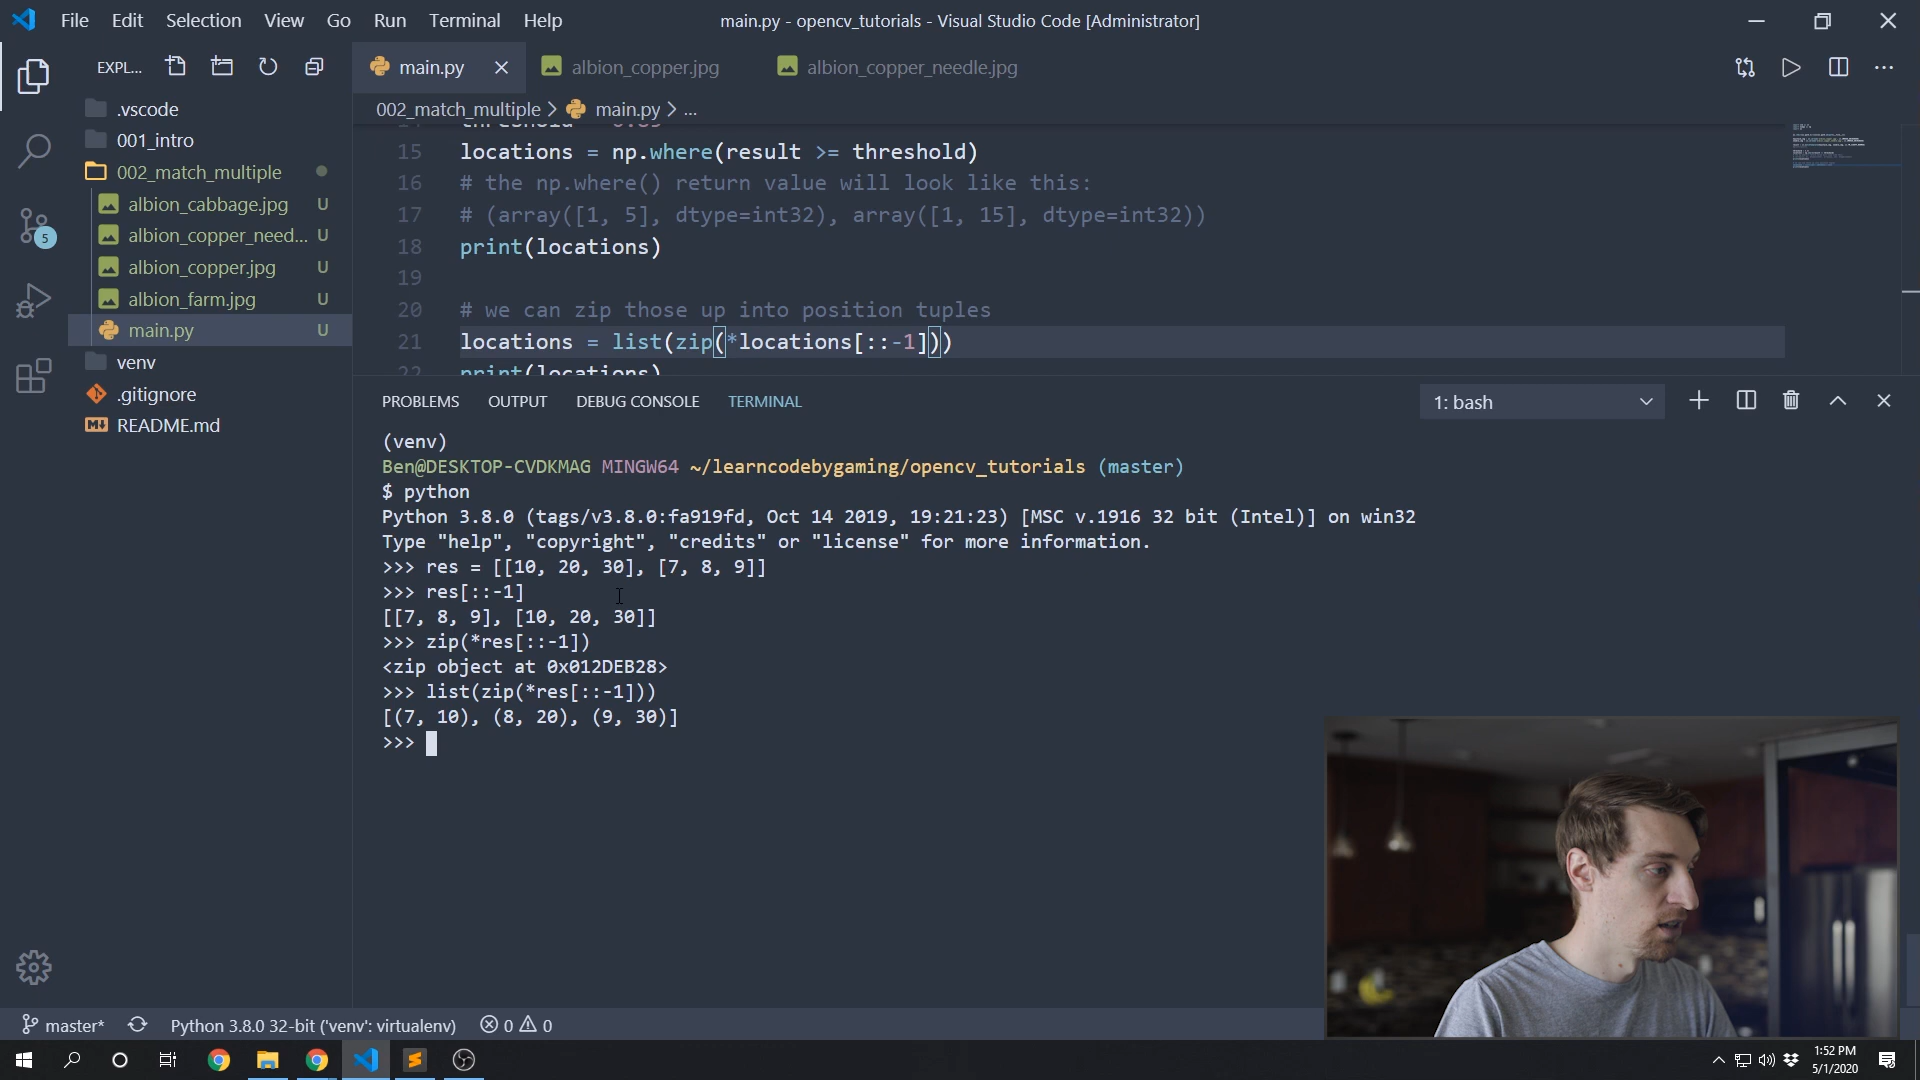 File Edit Selection View Go Run Terminal Help
main.py - opencv_tutorials - Visual Studio Code [Administrator]
EXPL...
main.py
albion_copper.jpg
albion_copper_needle.jpg
.vscode
001_intro
002_match_multiple
albion_cabbage.jpg U
albion_copper_need... U
albion_copper.jpg U
albion_farm.jpg U
main.py U
venv
.gitignore
README.md
5
002_match_multiple > main.py > ...
15 locations = np.where(result >= threshold)
16 # the np.where() return value will look like this:
17 # (array([1, 5], dtype=int32), array([1, 15], dtype=int32))
18 print(locations)
19
20 # we can zip those up into position tuples
21 locations = list(zip(*locations[::-1]))
22 print(locations)
PROBLEMS OUTPUT DEBUG CONSOLE TERMINAL
1: bash
(venv)
Ben@DESKTOP-CVDKMAG MINGW64 ~/learncodebygaming/opencv_tutorials (master)
$ python
Python 3.8.0 (tags/v3.8.0:fa919fd, Oct 14 2019, 19:21:23) [MSC v.1916 32 bit (Intel)] on win32
Type "help", "copyright", "credits" or "license" for more information.
>>> res = [[10, 20, 30], [7, 8, 9]]
>>> res[::-1]
[[7, 8, 9], [10, 20, 30]]
>>> zip(*res[::-1])
<zip object at 0x012DEB28>
>>> list(zip(*res[::-1]))
[(7, 10), (8, 20), (9, 30)]
>>>
master* Python 3.8.0 32-bit ('venv': virtualenv) 0 0
1:52 PM
5/1/2020